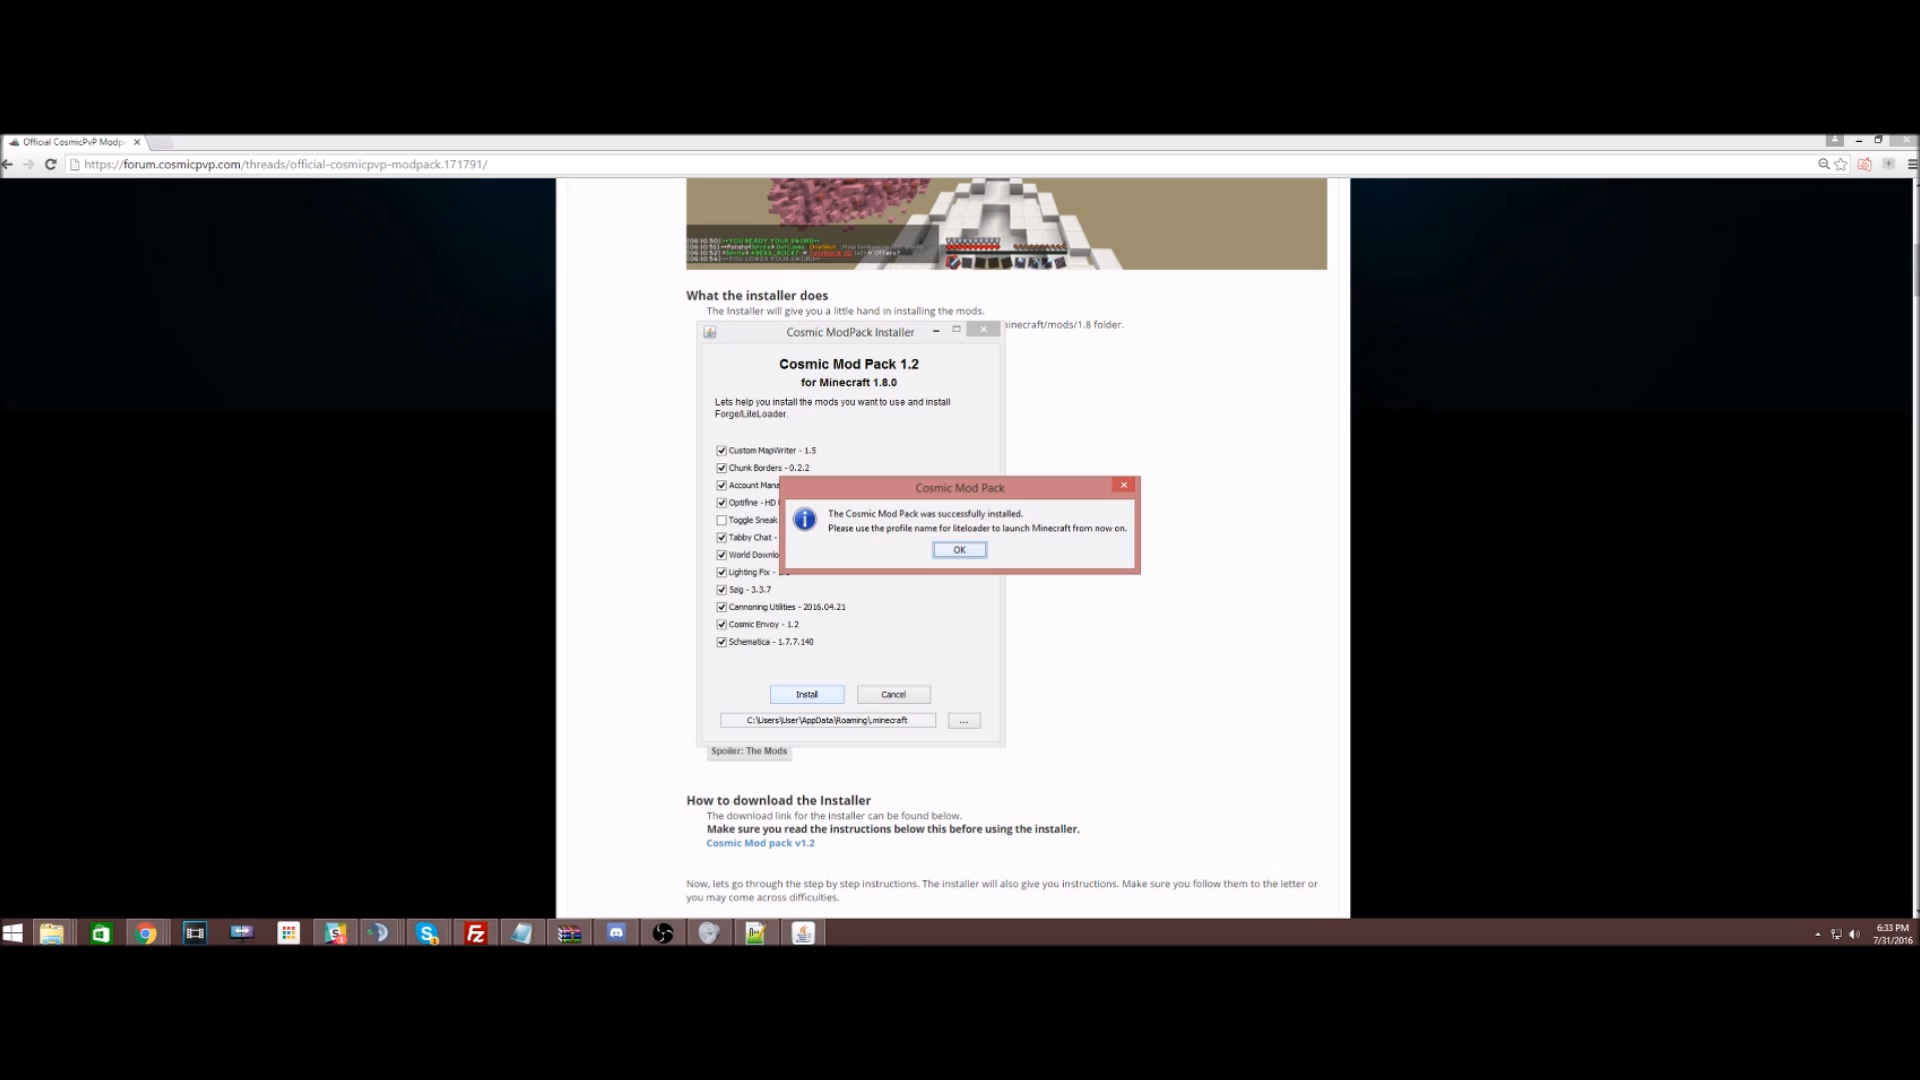 Official CosmicPvP Modp
https://forum.cosmicpvp.com/threads/official-cosmicpvp-modpack.171791/
What the installer does
The Installer will give you a little hand in installing the mods.
inecraft/mods/1.8 folder.
Cosmic ModPack Installer
Cosmic Mod Pack 1.2
for Minecraft 1.8.0
Lets help you install the mods you want to use and install
Forge/LiteLoader.
Custom MapWriter - 1.5
Chunk Borders - 0.2.2
Account Mana
Optifine - HD
Toggle Sneak
Tabby Chat -
World Downlo
Lighting Fix -
5zig - 3.3.7
Cannoning Utilities - 2016.04.21
Cosmic Envoy - 1.2
Schematica - 1.7.7.140
Cosmic Mod Pack
The Cosmic Mod Pack was successfully installed.
Please use the profile name for liteloader to launch Minecraft from now on.
OK
Install
Cancel
C:\Users\User\AppData\Roaming\.minecraft
...
Spoiler: The Mods
How to download the Installer
The download link for the installer can be found below.
Make sure you read the instructions below this before using the installer.
Cosmic Mod pack v1.2
Now, lets go through the step by step instructions. The installer will also give you instructions. Make sure you follow them to the letter or
you may come across difficulties.
6:33 PM
7/31/2016